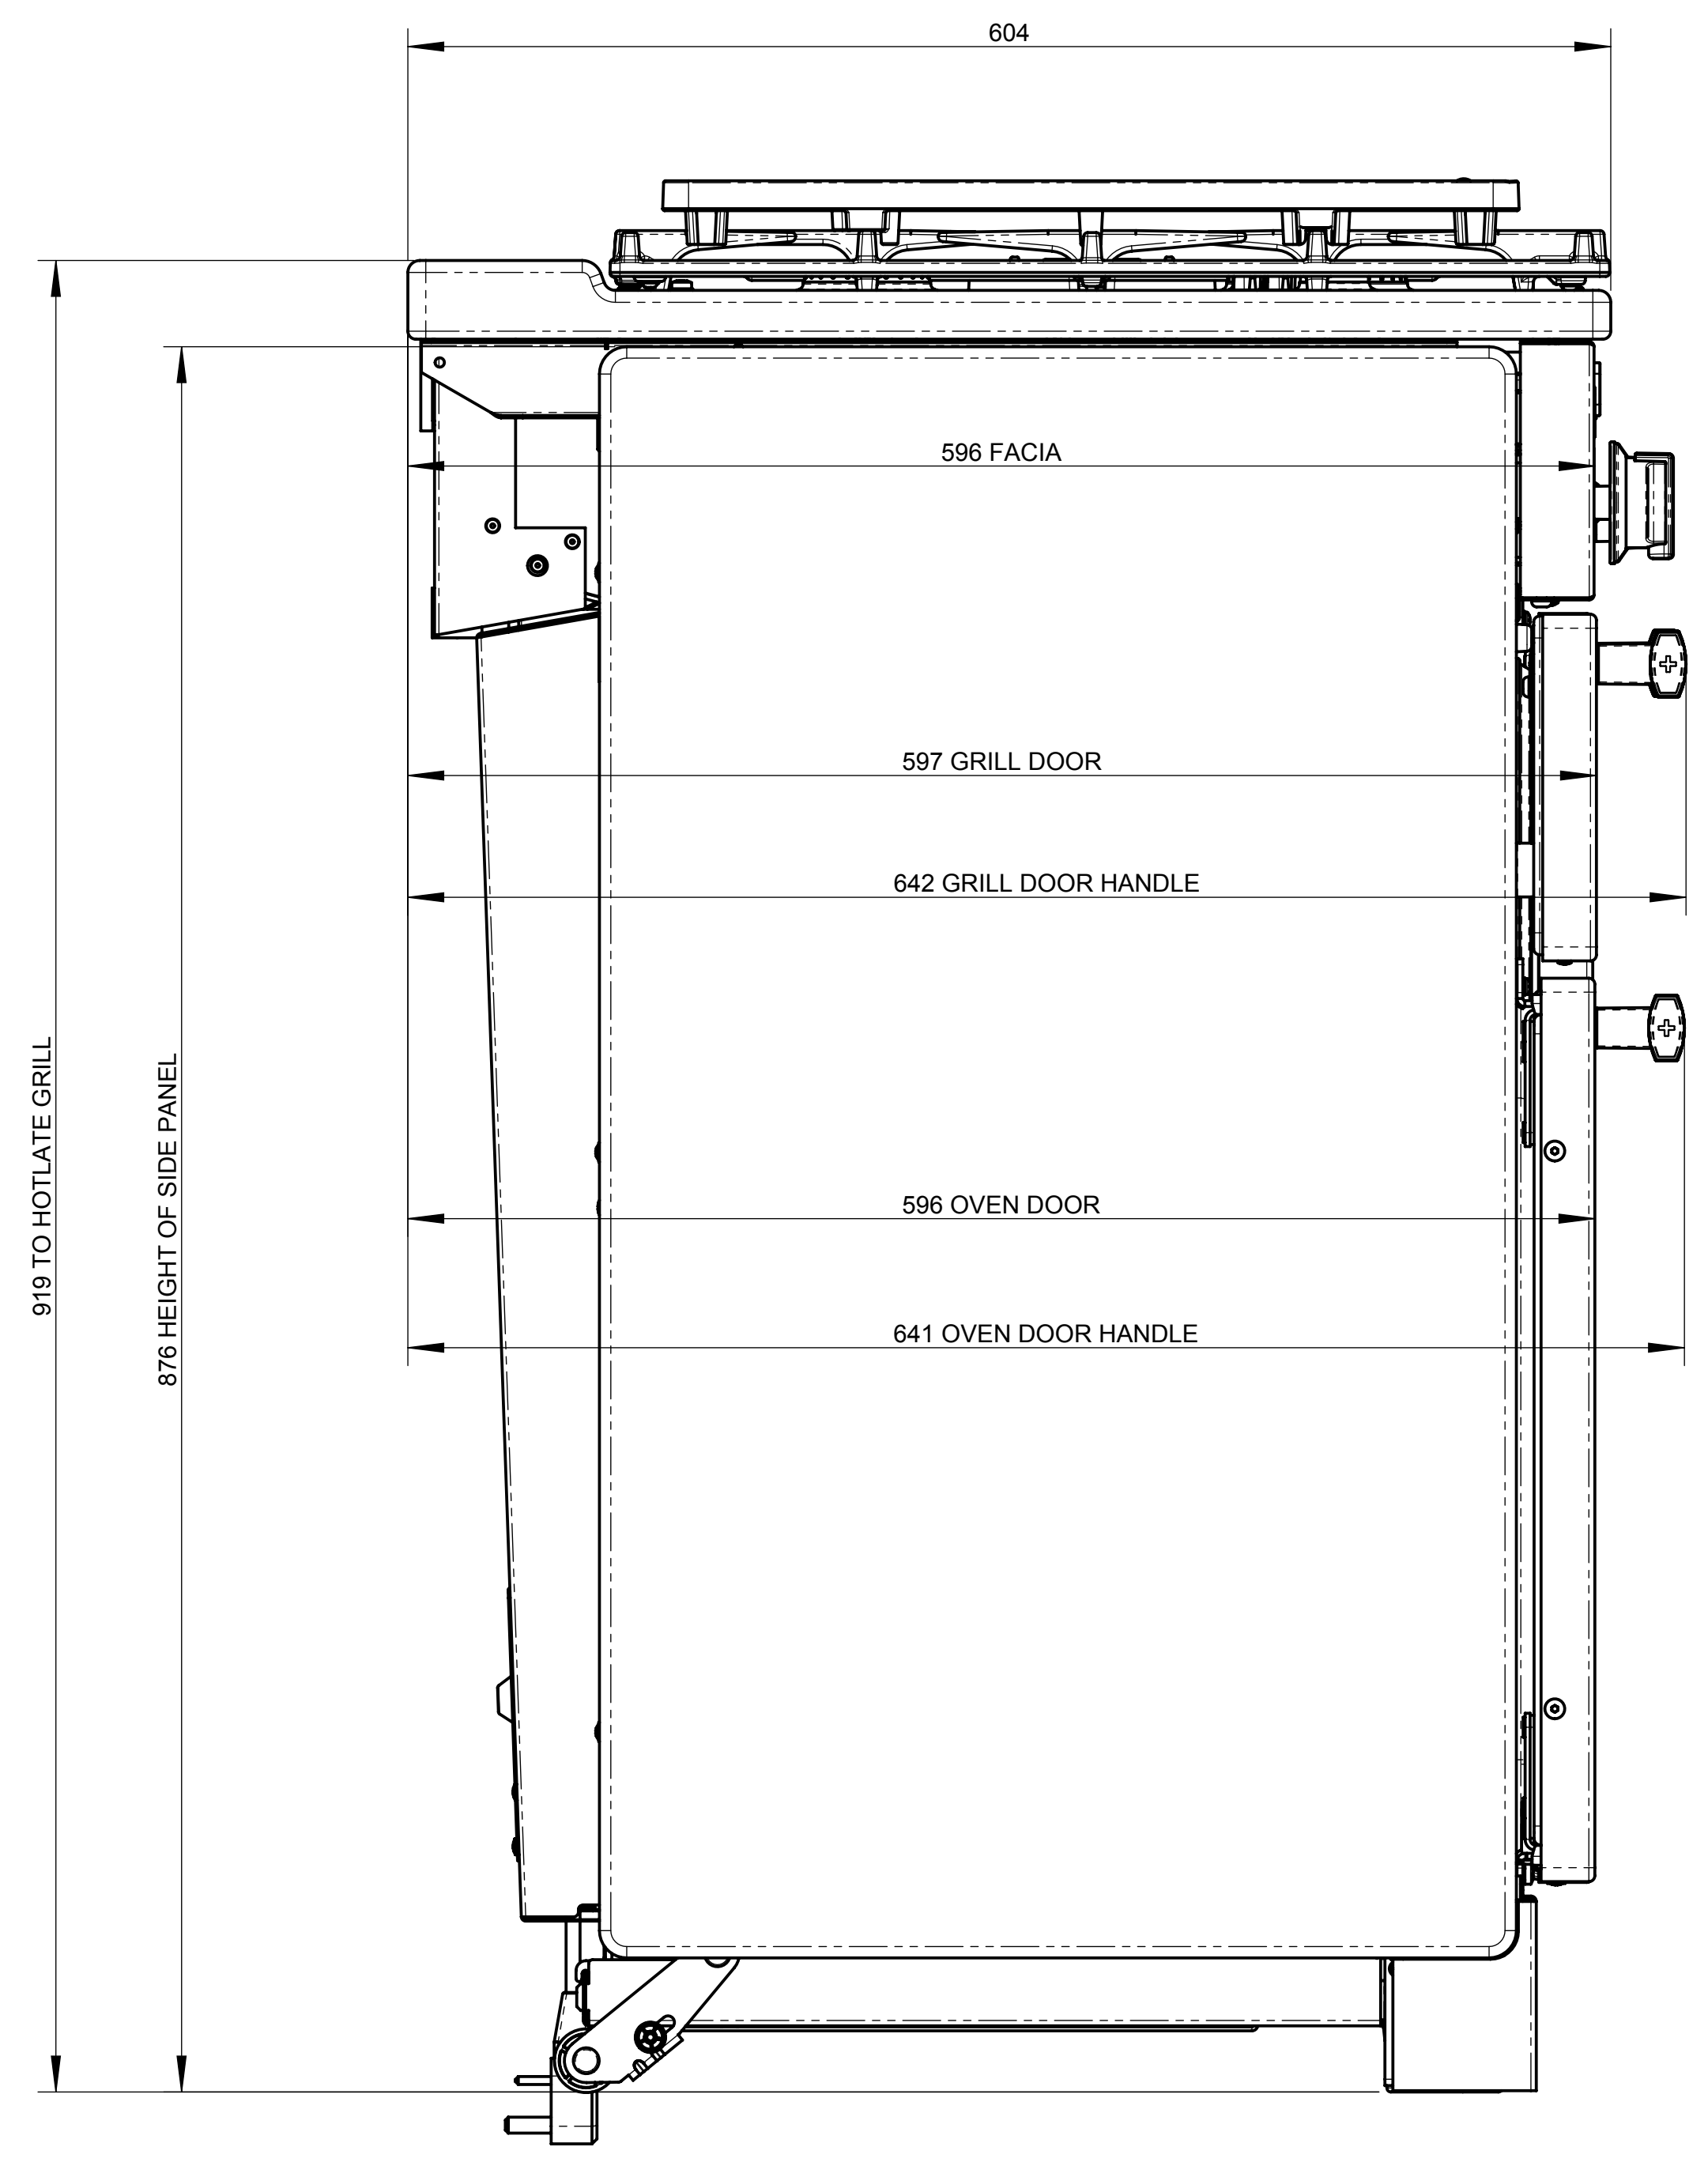 604
596 FACIA
597 GRILL DOOR
642 GRILL DOOR HANDLE
919 TO HOTLATE GRILL
876 HEIGHT OF SIDE PANEL
596 OVEN DOOR
641 OVEN DOOR HANDLE